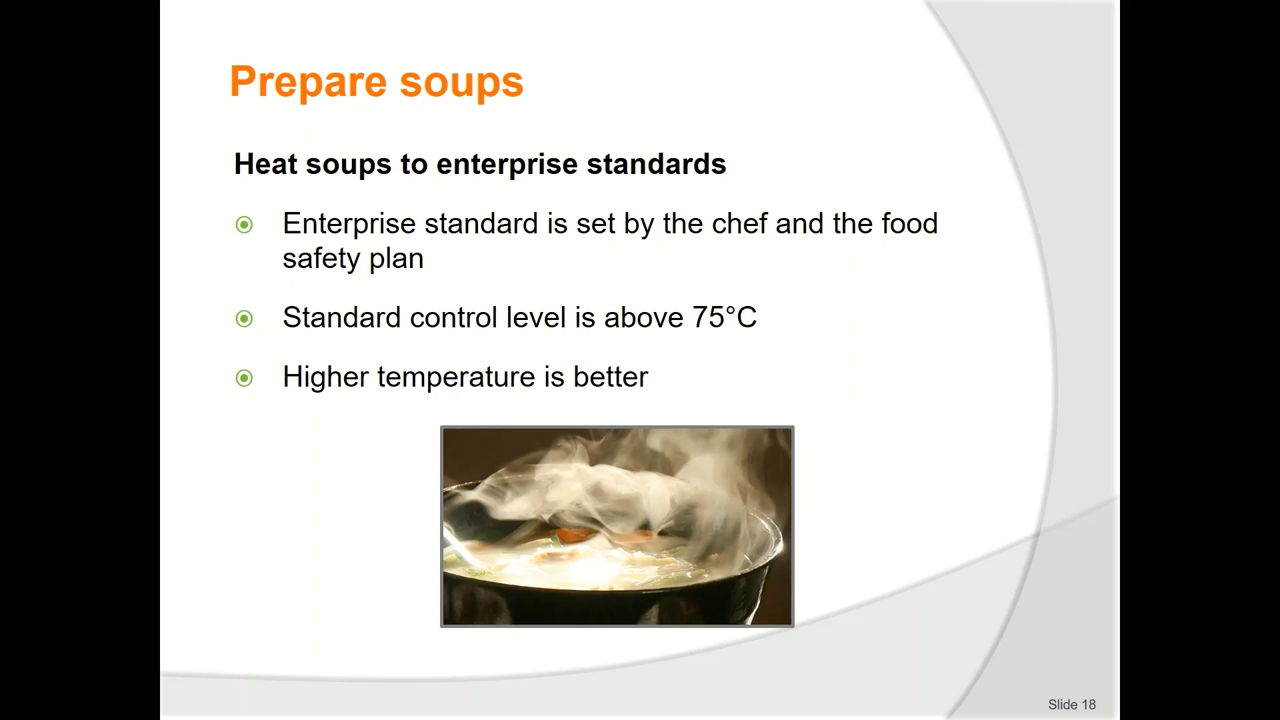 Prepare soups
Heat soups to enterprise standards
Enterprise standard is set by the chef and the food
safety plan
Standard control level is above 75°C
Higher temperature is better
Slide 18